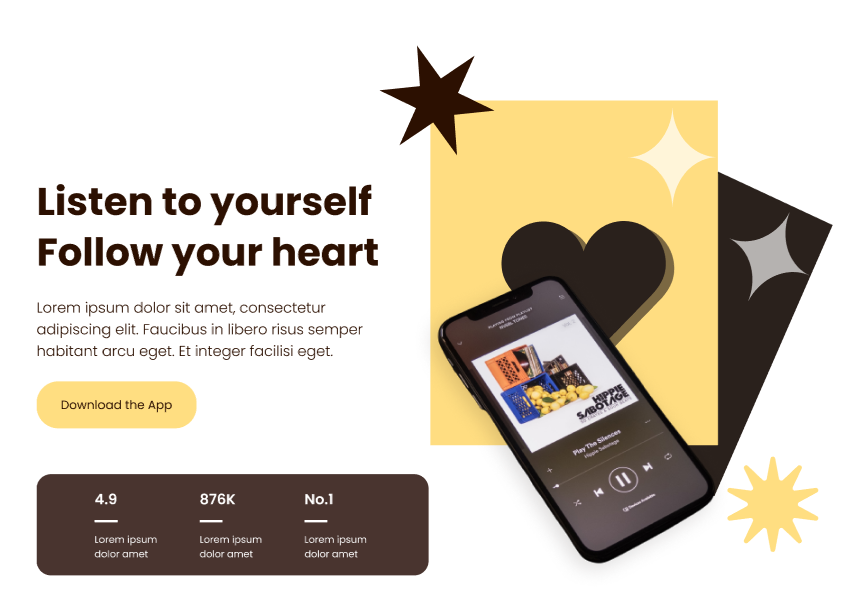 Listen to yourself
Follow your heart
Lorem ipsum dolor sit amet, consectetur
adipiscing elit. Faucibus in libero risus semper
habitant arcu eget. Et integer facilisi eget.
Download the App
4.9
876K
No.1
Lorem ipsum
dolor amet
Lorem ipsum
dolor amet
Lorem ipsum
dolor amet
HIPPIE
SABOTAGE
Play The Silences
Hippie Sabotage
Devices Available